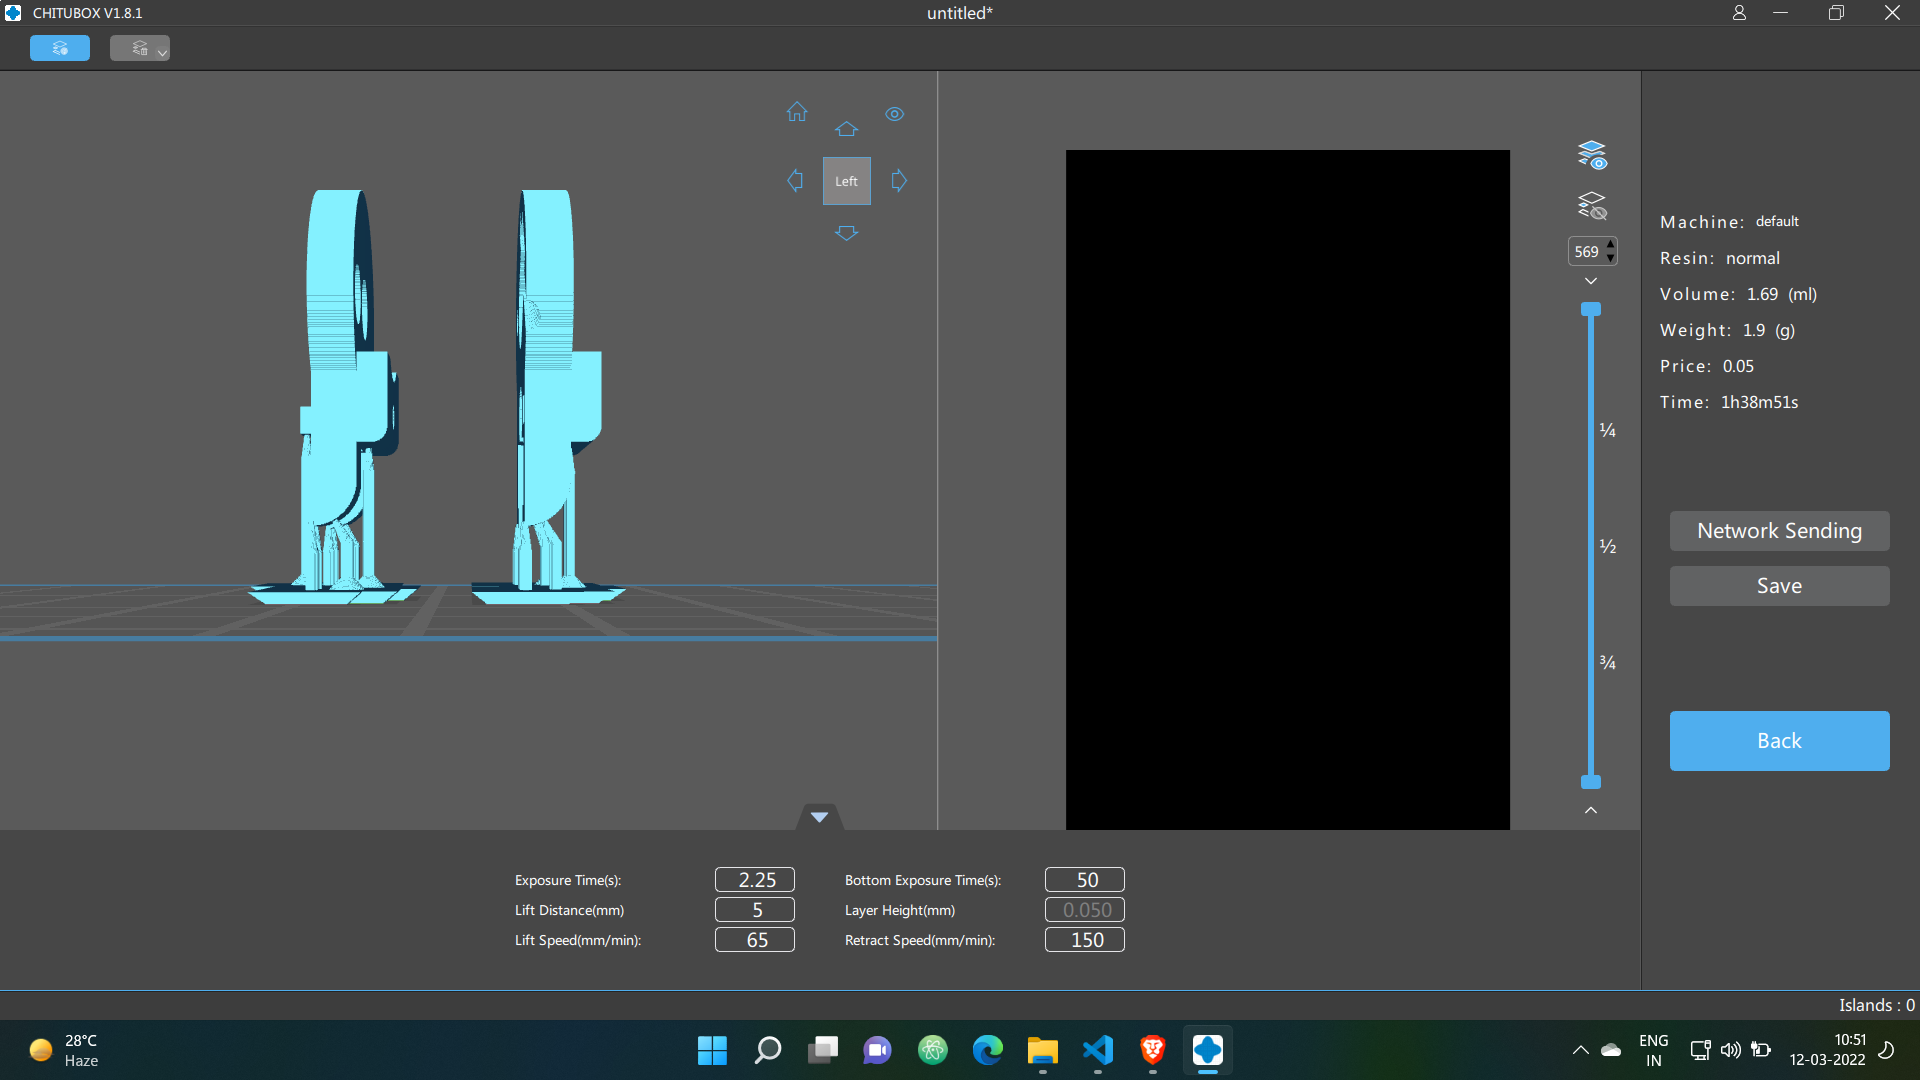 CHITUBOX V1.8.1
untitled*
Left
569
¼
½
¾
Machine: default
Resin: normal
Volume: 1.69 (ml)
Weight: 1.9 (g)
Price: 0.05
Time: 1h38m51s
Network Sending
Save
Back
Exposure Time(s): 2.25 Bottom Exposure Time(s): 50
Lift Distance(mm) 5 Layer Height(mm) 0.050
Lift Speed(mm/min): 65 Retract Speed(mm/min): 150
Islands : 0
28°C
Haze
ENG
IN
10:51
12-03-2022